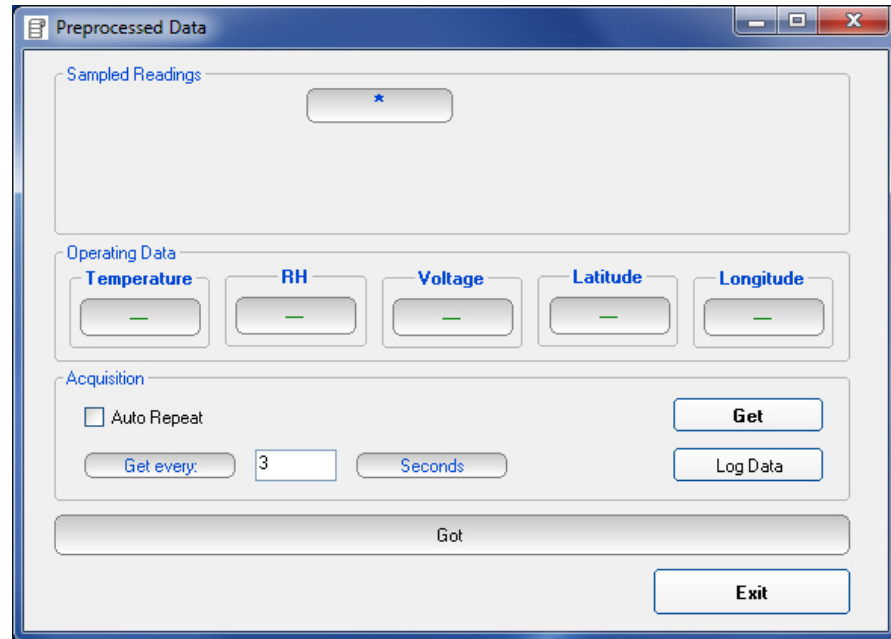 Preprocessed Data
Sampled Readings
*
Operating Data
Temperature RH Voltage Latitude Longitude
— — — — —
Acquisition
Auto Repeat Get
Get every: 3 Seconds Log Data
Got
Exit